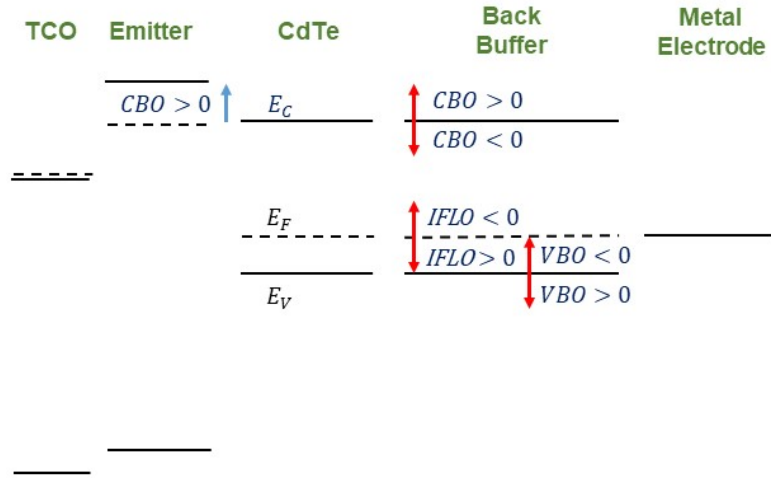 TCO
Emitter
CdTe
Back
Buffer
Metal
Electrode
CBO > 0
E_C
CBO > 0
CBO < 0
E_F
IFLO < 0
IFLO > 0
VBO < 0
E_V
VBO > 0